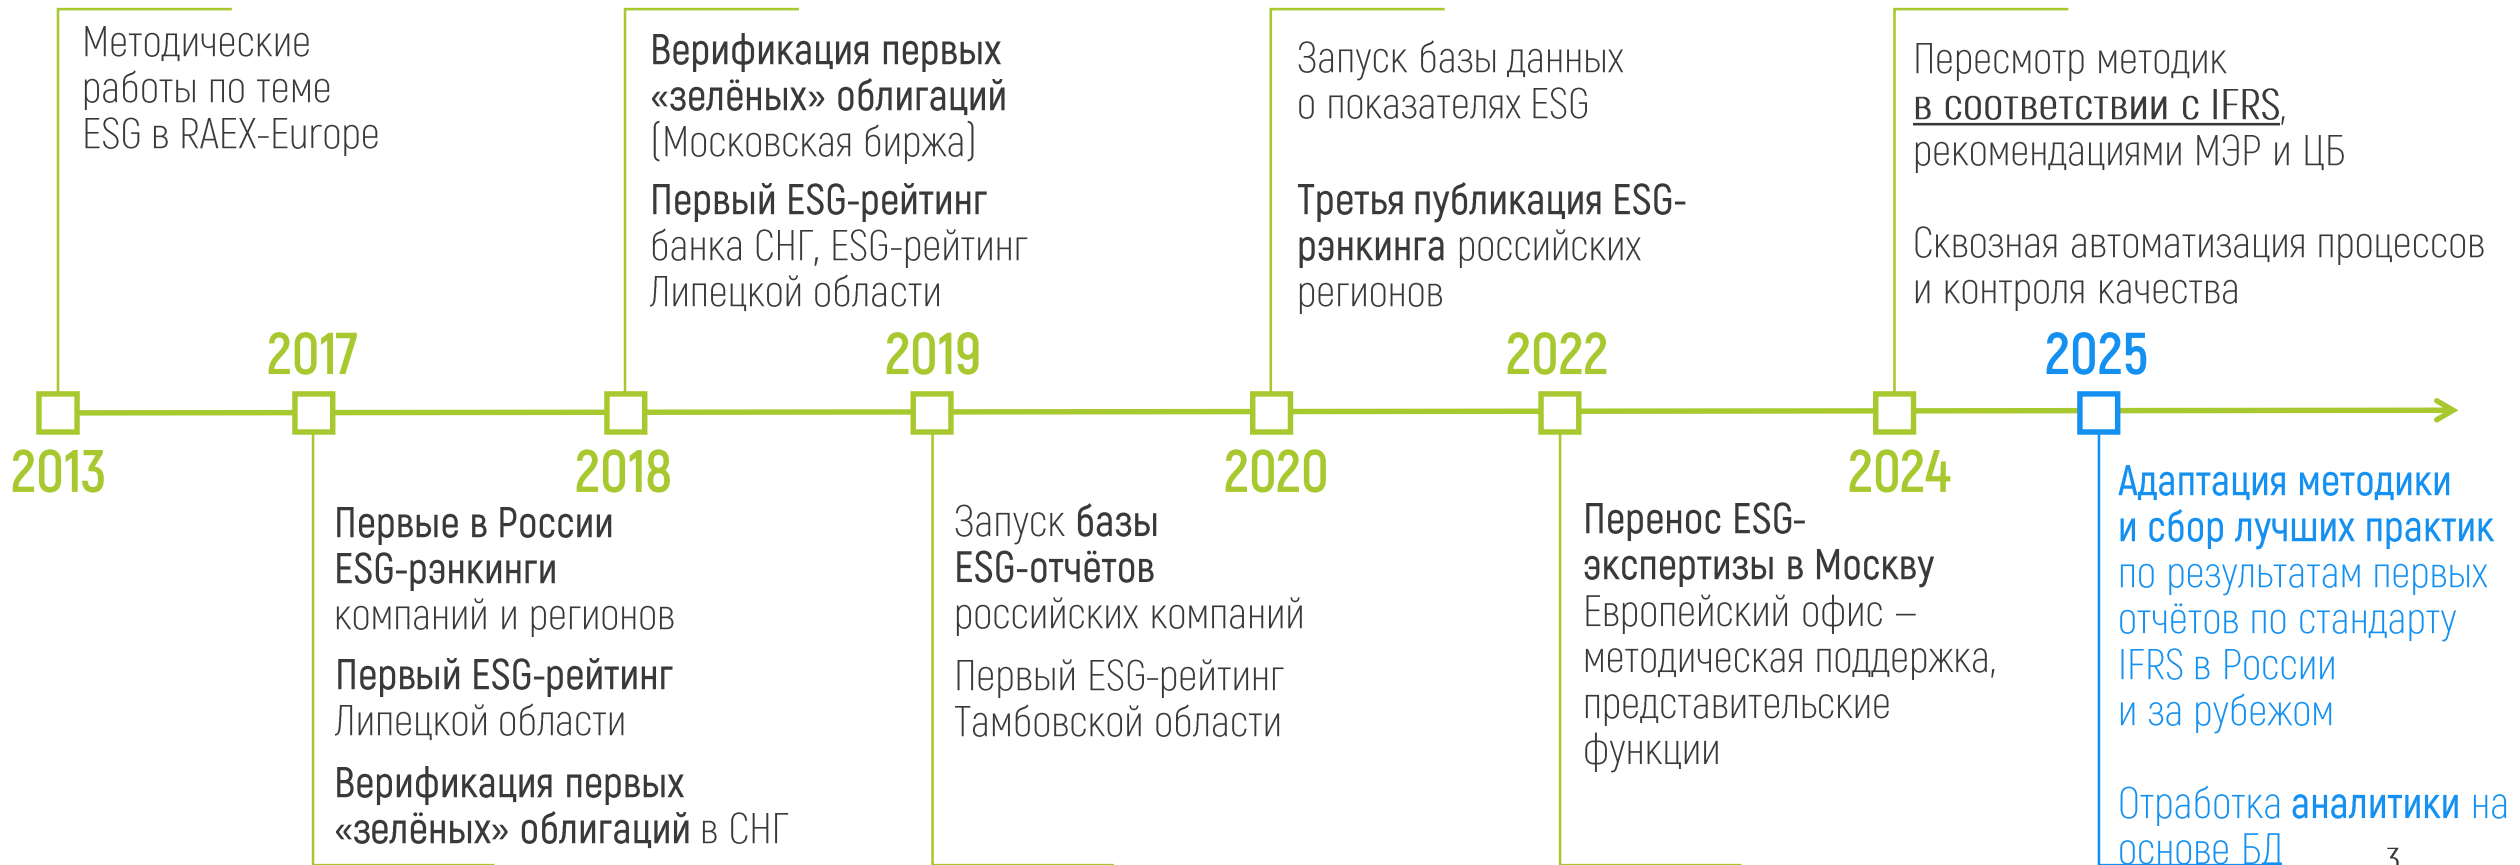 Методические
работы по теме
ESG в RAEX-Europe
2013
2017
Первые в России
ESG-рэнкинги
компаний и регионов
Первый ESG-рейтинг
Липецкой области
Верификация первых
«зелёных» облигаций в СНГ
Верификация первых
«зелёных» облигаций
(Московская биржа)
Первый ESG-рейтинг
банка СНГ, ESG-рейтинг
Липецкой области
2018
2019
Запуск базы
ESG-отчётов
российских компаний
Первый ESG-рейтинг
Тамбовской области
Запуск базы данных
о показателях ESG
Третья публикация ESG-
рэнкинга российских
регионов
2020
2022
Перенос ESG-
экспертизы в Москву
Европейский офис —
методическая поддержка,
представительские
функции
Пересмотр методик
в соответствии с IFRS,
рекомендациями МЭР и ЦБ
Сквозная автоматизация процессов
и контроля качества
2024
2025
Адаптация методики
и сбор лучших практик
по результатам первых
отчётов по стандарту
IFRS в России
и за рубежом
Отработка аналитики на
основе БД
3